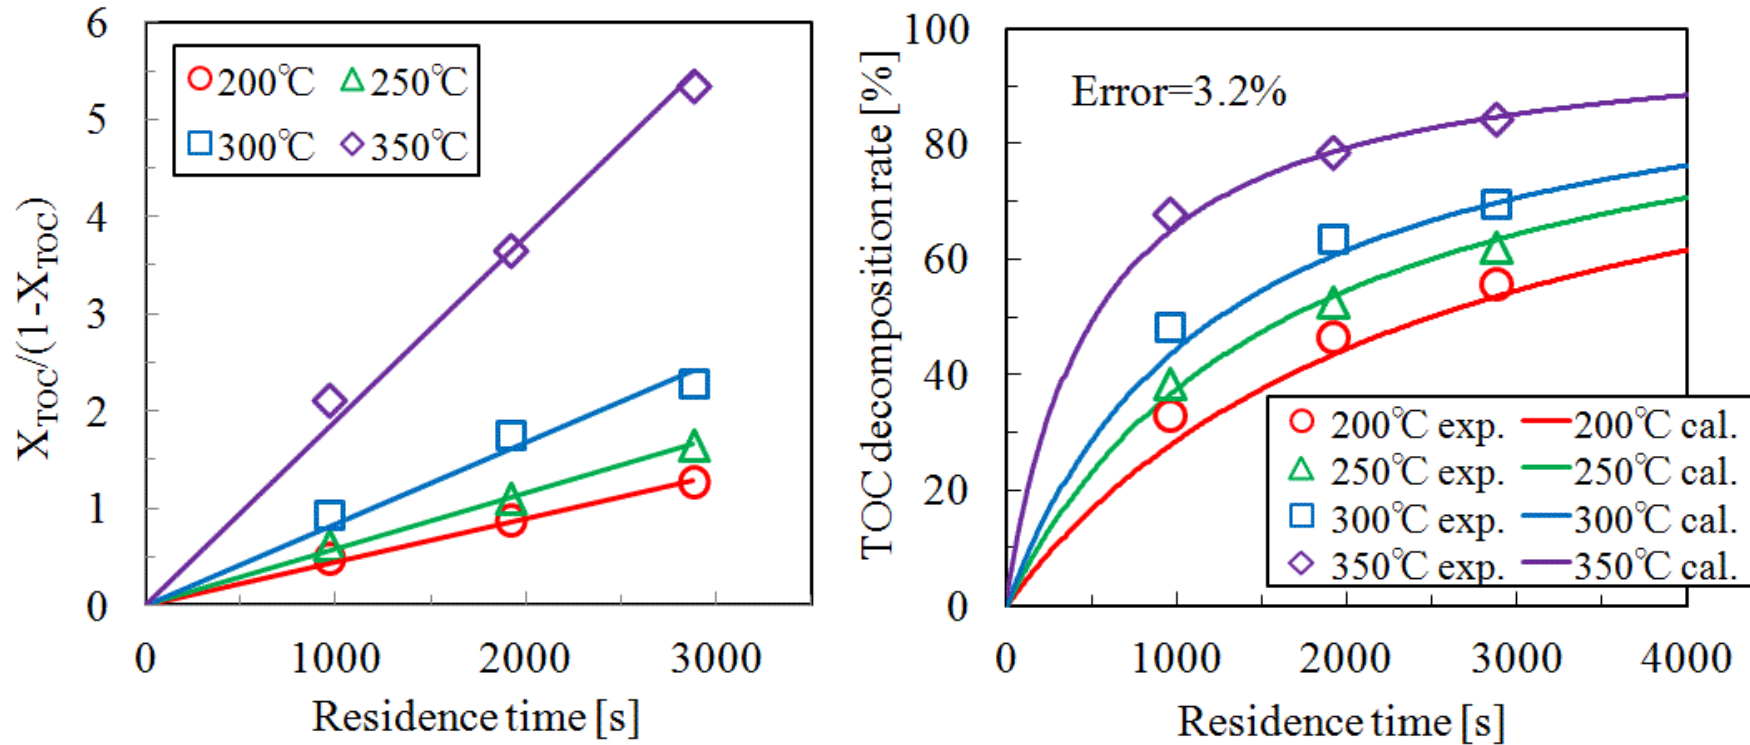 6
5
4
3
2
1
0
X_TOC/(1-X_TOC)
200℃ 250℃
300℃ 350℃
0 1000 2000 3000
Residence time [s]
100
80
60
40
20
0
TOC decomposition rate [%]
Error=3.2%
200℃ exp. 200℃ cal.
250℃ exp. 250℃ cal.
300℃ exp. 300℃ cal.
350℃ exp. 350℃ cal.
0 1000 2000 3000 4000
Residence time [s]